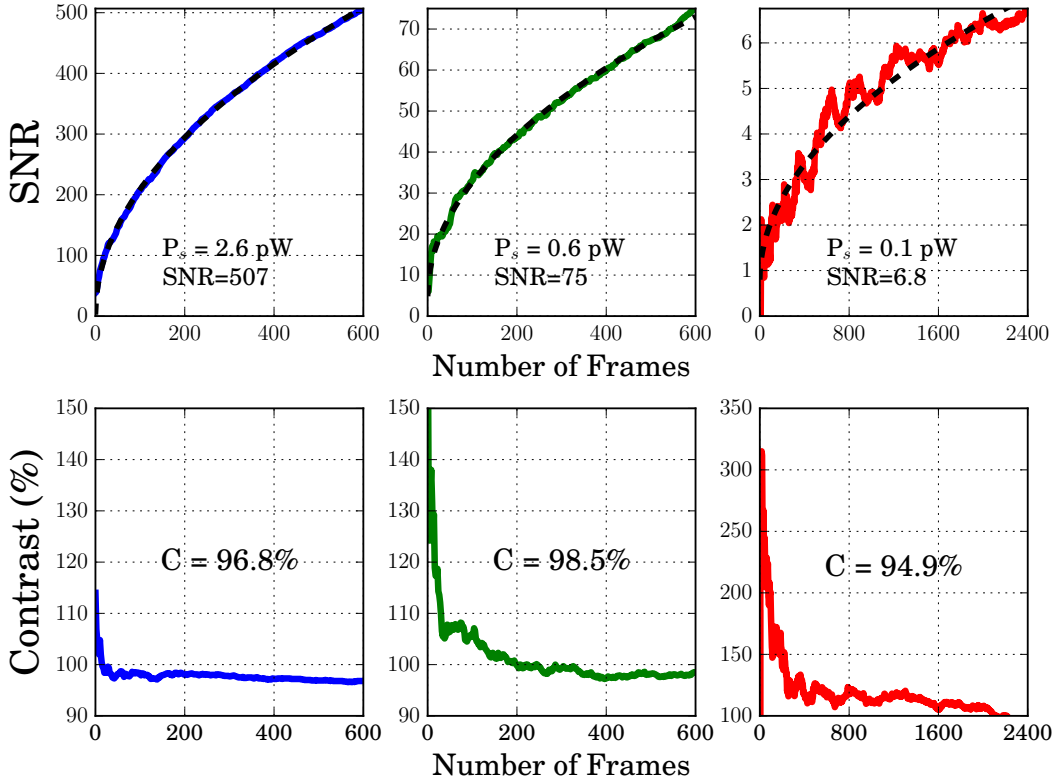 SNR
500
400
300
200
100
0
P_s = 2.6 pW
SNR=507
0 200 400 600
70
60
50
40
30
20
10
0
P_s = 0.6 pW
SNR=75
0 200 400 600
6
5
4
3
2
1
0
P_s = 0.1 pW
SNR=6.8
0 800 1600 2400
Number of Frames
Contrast (%)
150
140
130
120
110
100
90
C = 96.8%
0 200 400 600
150
140
130
120
110
100
90
C = 98.5%
0 200 400 600
350
300
250
200
150
100
C = 94.9%
0 800 1600 2400
Number of Frames